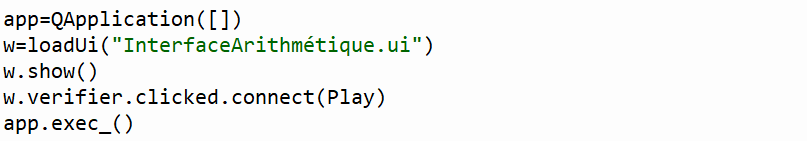 app=QApplication([])
w=loadUi("InterfaceArithmétique.ui")
w.show()
w.verifier.clicked.connect(Play)
app.exec_()